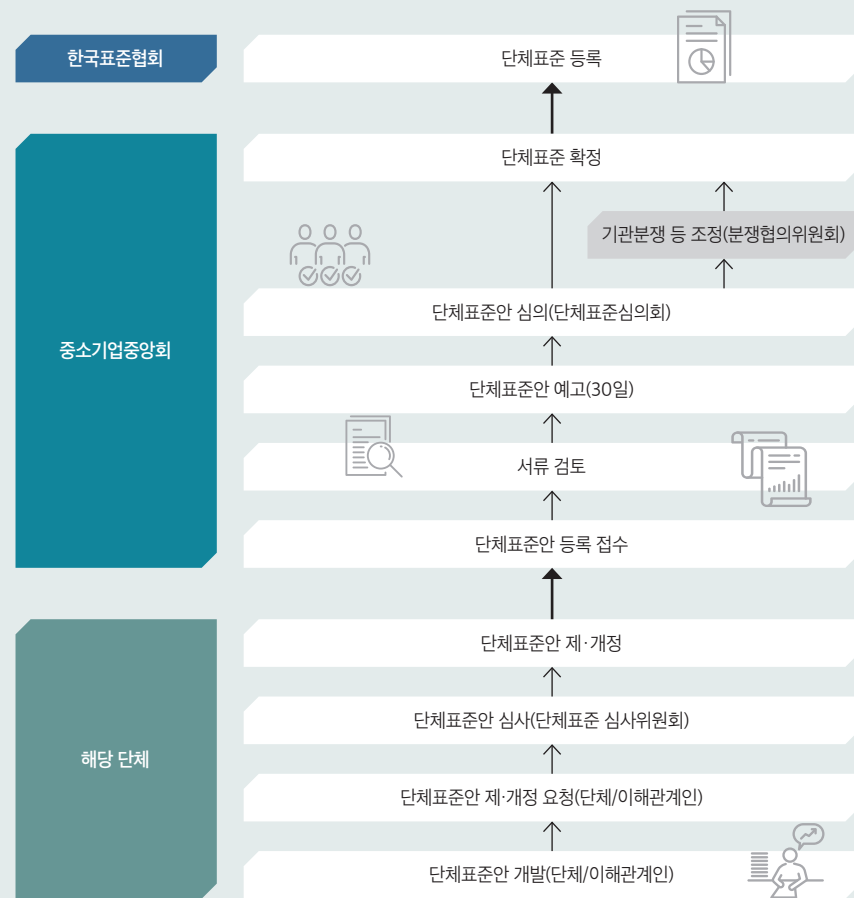 한국표준협회
단체표준 등록
중소기업중앙회
단체표준 확정
기관분쟁 등 조정(분쟁협의위원회)
단체표준안 심의(단체표준심의회)
단체표준안 예고(30일)
서류 검토
단체표준안 등록 접수
해당 단체
단체표준안 제·개정
단체표준안 심사(단체표준 심사위원회)
단체표준안 제·개정 요청(단체/이해관계인)
단체표준안 개발(단체/이해관계인)